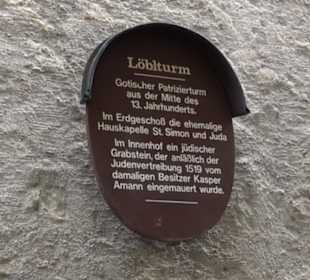 Löblturm
Gotischer Patrizierturm
aus der Mitte des
13. Jahrhunderts.
Im Erdgeschoß die ehemalige
Hauskapelle St. Simon und Juda
Im Innenhof ein jüdischer
Grabstein, der anläßlich der
Judenvertreibung 1519 vom
damaligen Besitzer Kasper
Amann eingemauert wurde.